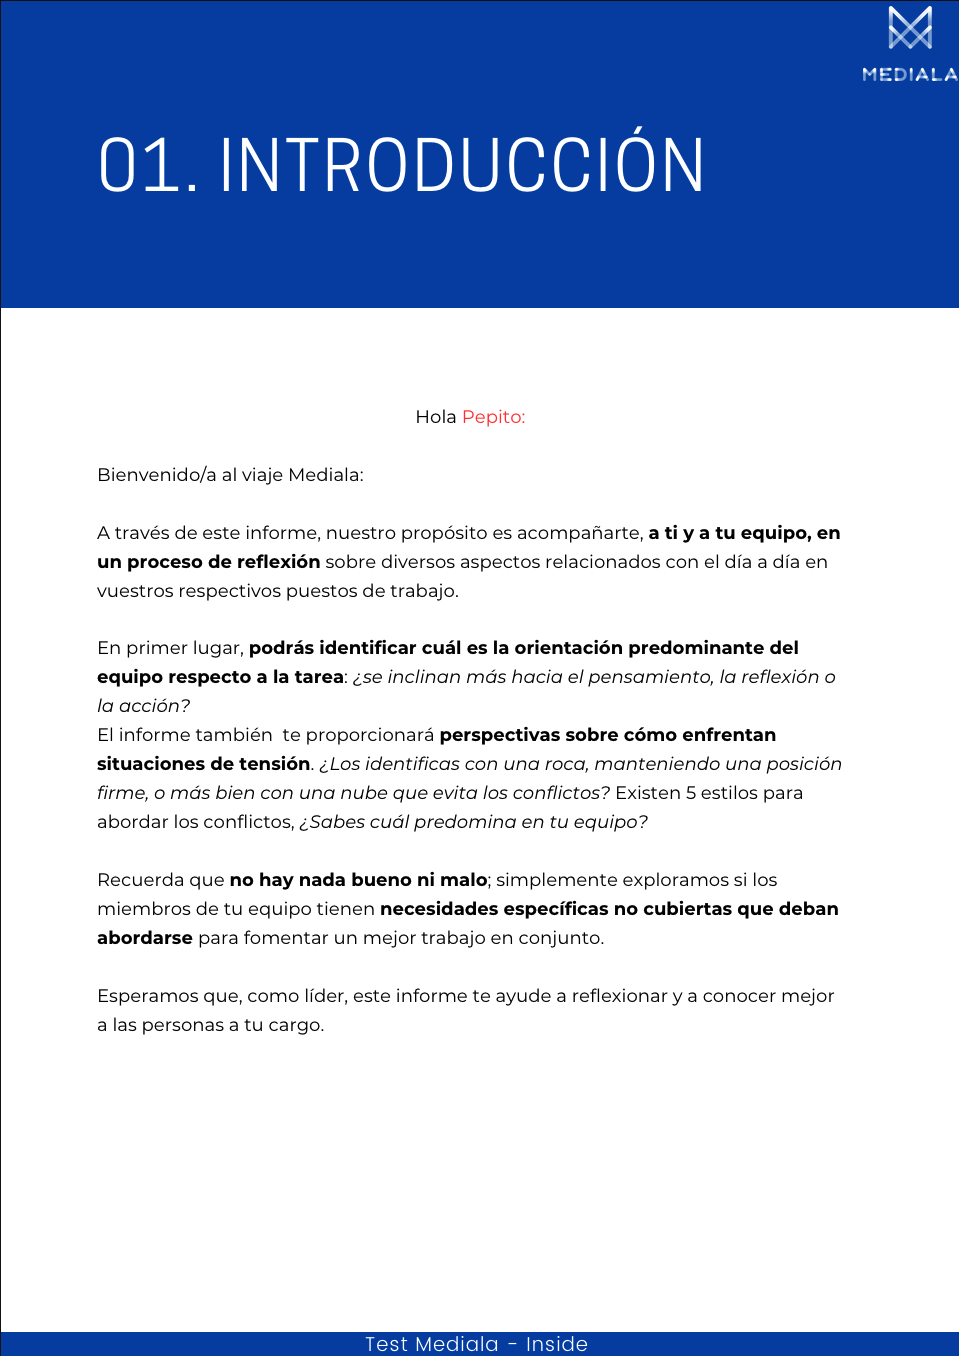 MEDIALA
01. INTRODUCCIÓN
Hola Pepito:
Bienvenido/a al viaje Mediala:
A través de este informe, nuestro propósito es acompañarte, a ti y a tu equipo, en
un proceso de reflexión sobre diversos aspectos relacionados con el día a día en
vuestros respectivos puestos de trabajo.
En primer lugar, podrás identificar cuál es la orientación predominante del
equipo respecto a la tarea: ¿se inclinan más hacia el pensamiento, la reflexión o
la acción?
El informe también  te proporcionará perspectivas sobre cómo enfrentan
situaciones de tensión. ¿Los identificas con una roca, manteniendo una posición
firme, o más bien con una nube que evita los conflictos? Existen 5 estilos para
abordar los conflictos, ¿Sabes cuál predomina en tu equipo?
Recuerda que no hay nada bueno ni malo; simplemente exploramos si los
miembros de tu equipo tienen necesidades específicas no cubiertas que deban
abordarse para fomentar un mejor trabajo en conjunto.
Esperamos que, como líder, este informe te ayude a reflexionar y a conocer mejor
a las personas a tu cargo.
Test Mediala - Inside